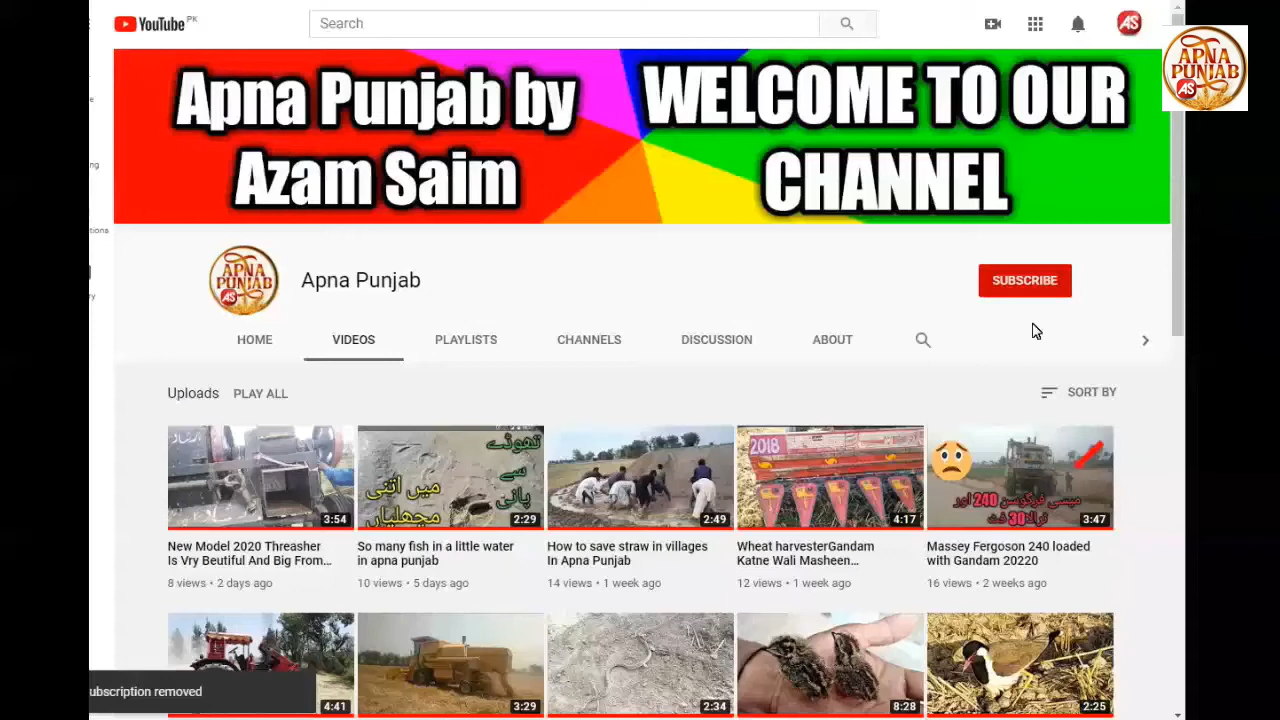 YouTube PK
Search
AS
APNA
PUNJAB
AS
Apna Punjab by
Azam Saim
WELCOME TO OUR
CHANNEL
APNA
PUNJAB
AS
Apna Punjab
SUBSCRIBE
HOME VIDEOS PLAYLISTS CHANNELS DISCUSSION ABOUT
Uploads PLAY ALL
SORT BY
3:54
تھوڑے
سے
پانی
میں اتنی
مچھلیاں
2:29
2:49
2018
4:17
میسی فرگوسن 240 اور
3:47
New Model 2020 Threasher
Is Vry Beutiful And Big From...
8 views • 2 days ago
So many fish in a little water
in apna punjab
10 views • 5 days ago
How to save straw in villages
In Apna Punjab
14 views • 1 week ago
Wheat harvesterGandam
Katne Wali Masheen...
12 views • 1 week ago
Massey Fergoson 240 loaded
with Gandam 20220
16 views • 2 weeks ago
4:41
3:29
2:34
8:28
2:25
ubscription removed